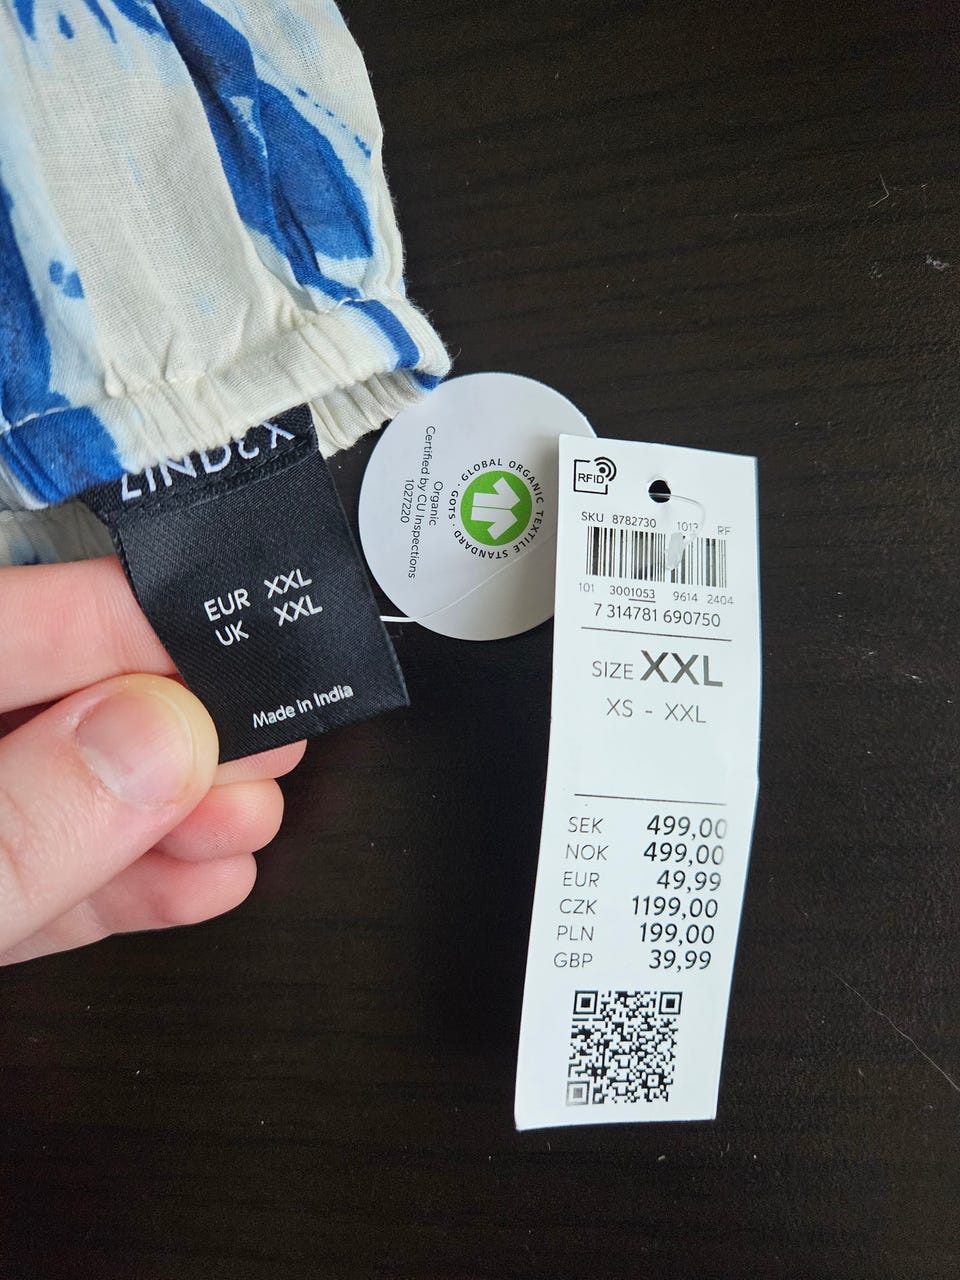 LINDEX
EUR XXL
UK XXL
Made in India
GLOBAL ORGANIC TEXTILE STANDARD · GOTS ·
Organic
Certified by CU Inspections
1027220
RFID
SKU 8782730 1013 RF
101 3001053 9614 2404
7 314781 690750
SIZE XXL
XS - XXL
SEK 499,00
NOK 499,00
EUR 49,99
CZK 1199,00
PLN 199,00
GBP 39,99